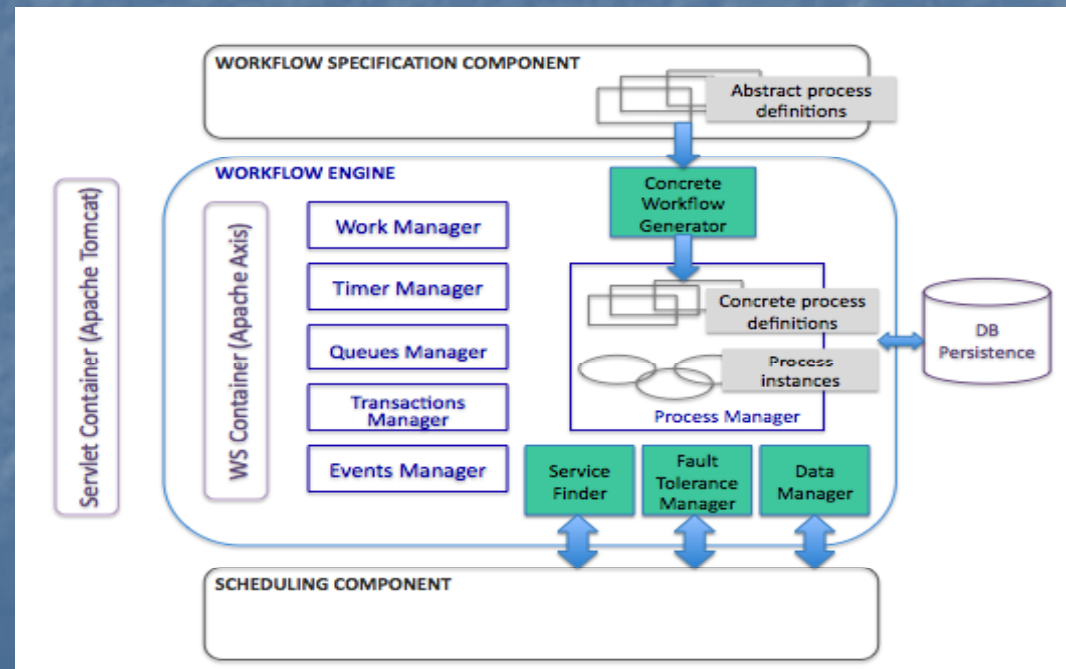 WORKFLOW SPECIFICATION COMPONENT
Abstract process
definitions
Servlet Container (Apache Tomcat)
WORKFLOW ENGINE
WS Container (Apache Axis)
Work Manager
Timer Manager
Queues Manager
Transactions
Manager
Events Manager
Concrete
Workflow
Generator
Concrete process
definitions
Process
instances
Process Manager
Service
Finder
Fault
Tolerance
Manager
Data
Manager
DB
Persistence
SCHEDULING COMPONENT